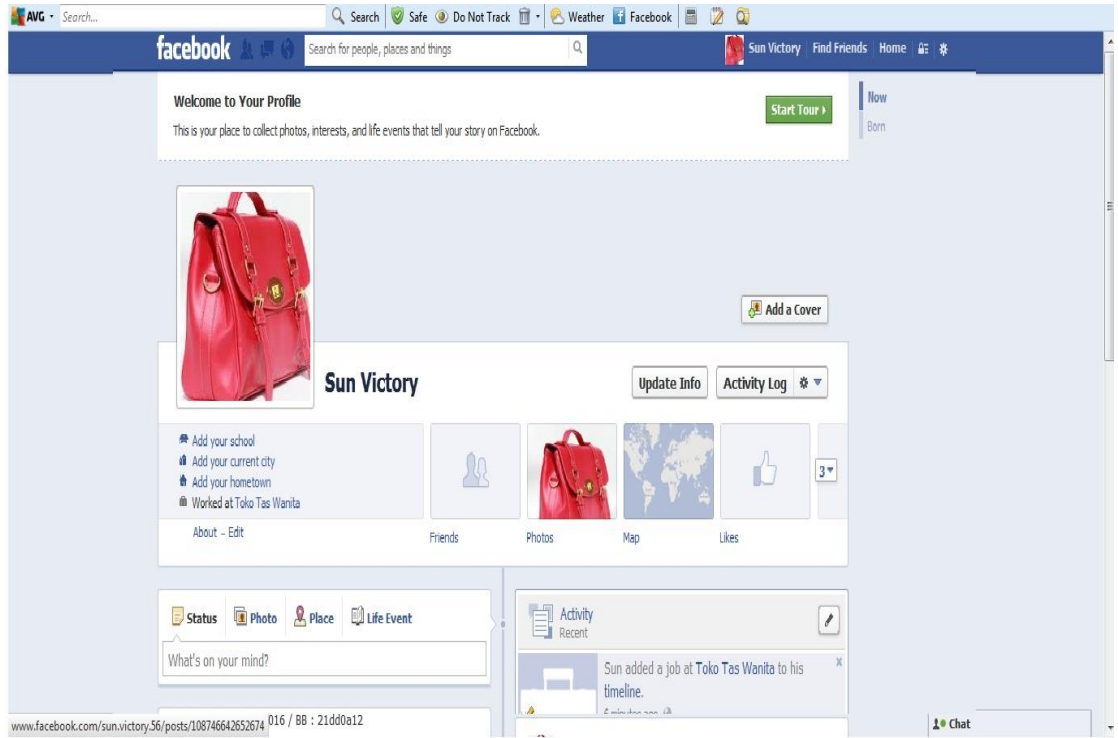 AVG Search... Search Safe Do Not Track Weather Facebook
facebook Search for people, places and things Sun Victory Find Friends Home
Welcome to Your Profile
This is your place to collect photos, interests, and life events that tell your story on Facebook.
Start Tour
Now
Born
Add a Cover
Sun Victory
Update Info
Activity Log
Add your school
Add your current city
Add your hometown
Worked at Toko Tas Wanita
About - Edit
Friends
Photos
Map
Likes
3
Status Photo Place Life Event
What's on your mind?
Activity
Recent
Sun added a job at Toko Tas Wanita to his
timeline.
6 minutes ago
www.facebook.com/sun.victory.56/posts/108746642652674
016 / BB : 21dd0a12
Chat